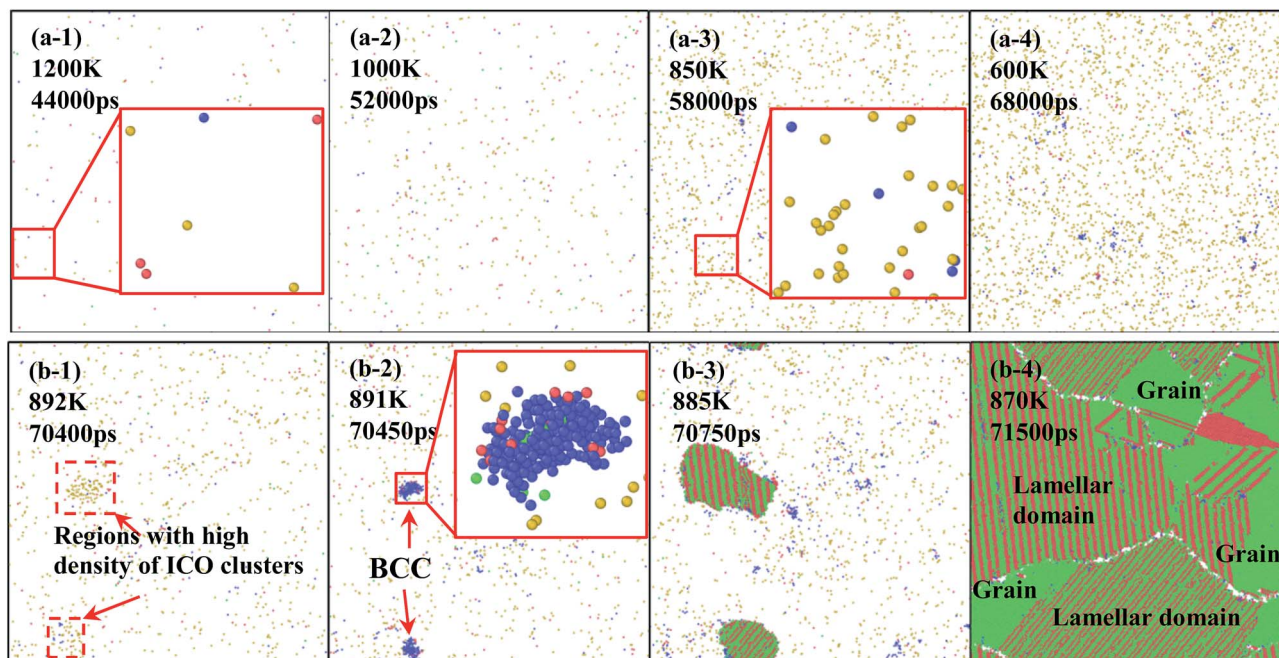 (a-1)
1200K
44000ps
(a-2)
1000K
52000ps
(a-3)
850K
58000ps
(a-4)
600K
68000ps
(b-1)
892K
70400ps
Regions with high
density of ICO clusters
(b-2)
891K
70450ps
BCC
(b-3)
885K
70750ps
(b-4)
870K
71500ps
Grain
Lamellar
domain
Grain
Grain
Lamellar domain